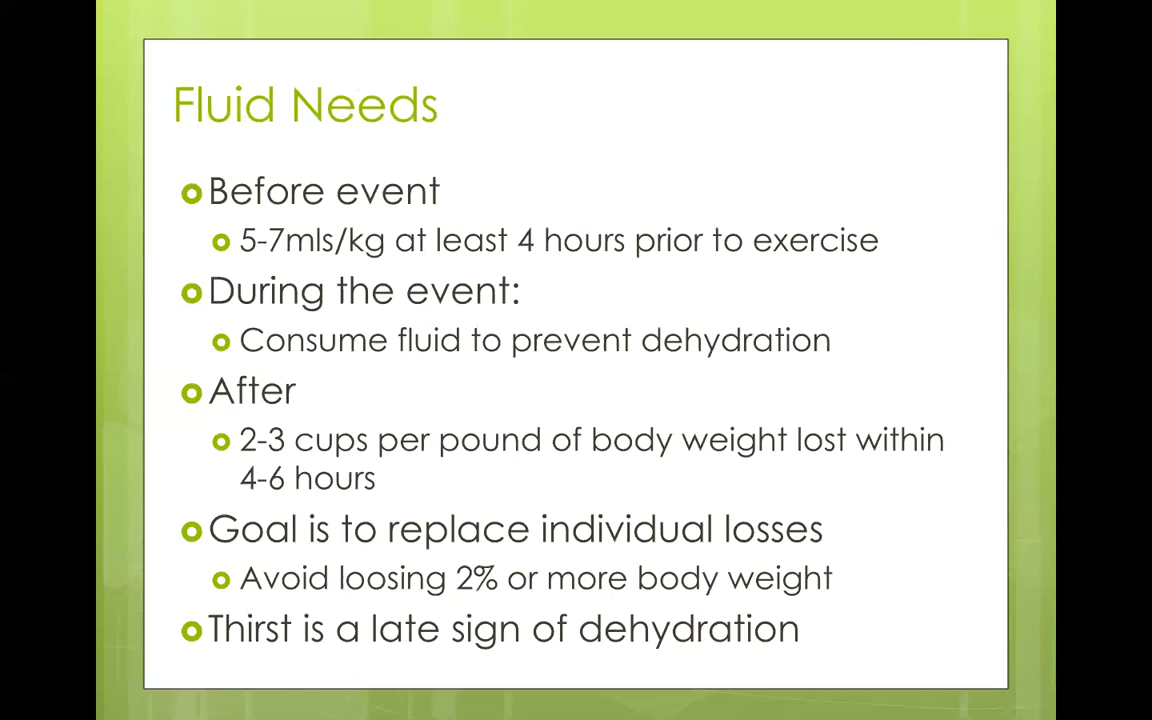 Fluid Needs
Before event
5-7mls/kg at least 4 hours prior to exercise
During the event:
Consume fluid to prevent dehydration
After
2-3 cups per pound of body weight lost within
4-6 hours
Goal is to replace individual losses
Avoid loosing 2% or more body weight
Thirst is a late sign of dehydration